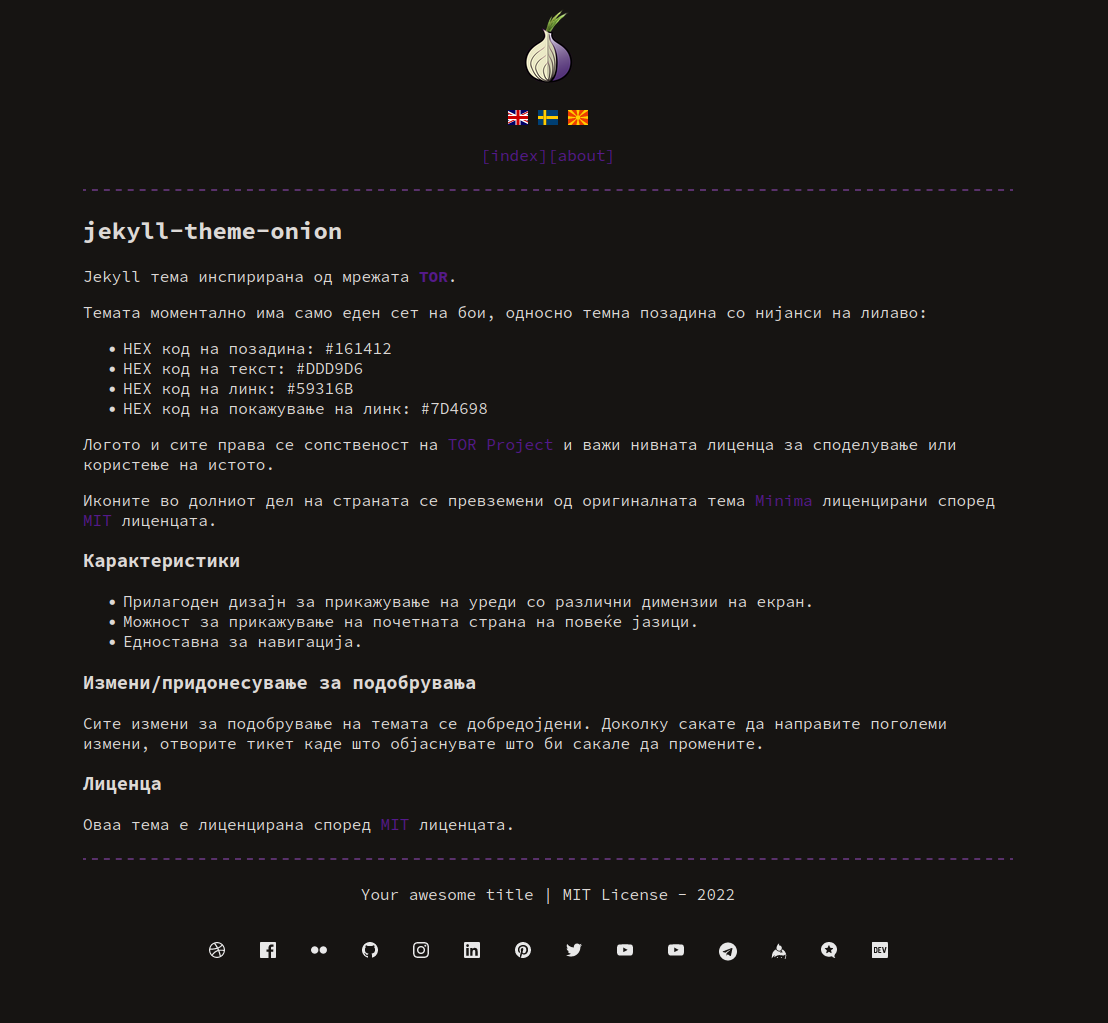 [index][about]
jekyll-theme-onion
Jekyll тема инспирирана од мрежата TOR.
Темата моментално има само еден сет на бои, односно темна позадина со нијанси на лилаво:
• HEX код на позадина: #161412
• HEX код на текст: #DDD9D6
• HEX код на линк: #59316B
• HEX код на покажување на линк: #7D4698
Логото и сите права се сопственост на TOR Project и важи нивната лиценца за споделување или
користење на истото.
Иконите во долниот дел на страната се превземени од оригиналната тема Minima лиценцирани според
MIT лиценцата.
Карактеристики
• Прилагоден дизајн за прикажување на уреди со различни димензии на екран.
• Можност за прикажување на почетната страна на повеќе јазици.
• Едноставна за навигација.
Измени/придонесување за подобрувања
Сите измени за подобрување на темата се добредојдени. Доколку сакате да направите поголеми
измени, отворите тикет каде што објаснувате што би сакале да промените.
Лиценца
Оваа тема е лиценцирана според MIT лиценцата.
Your awesome title | MIT License - 2022
DEV